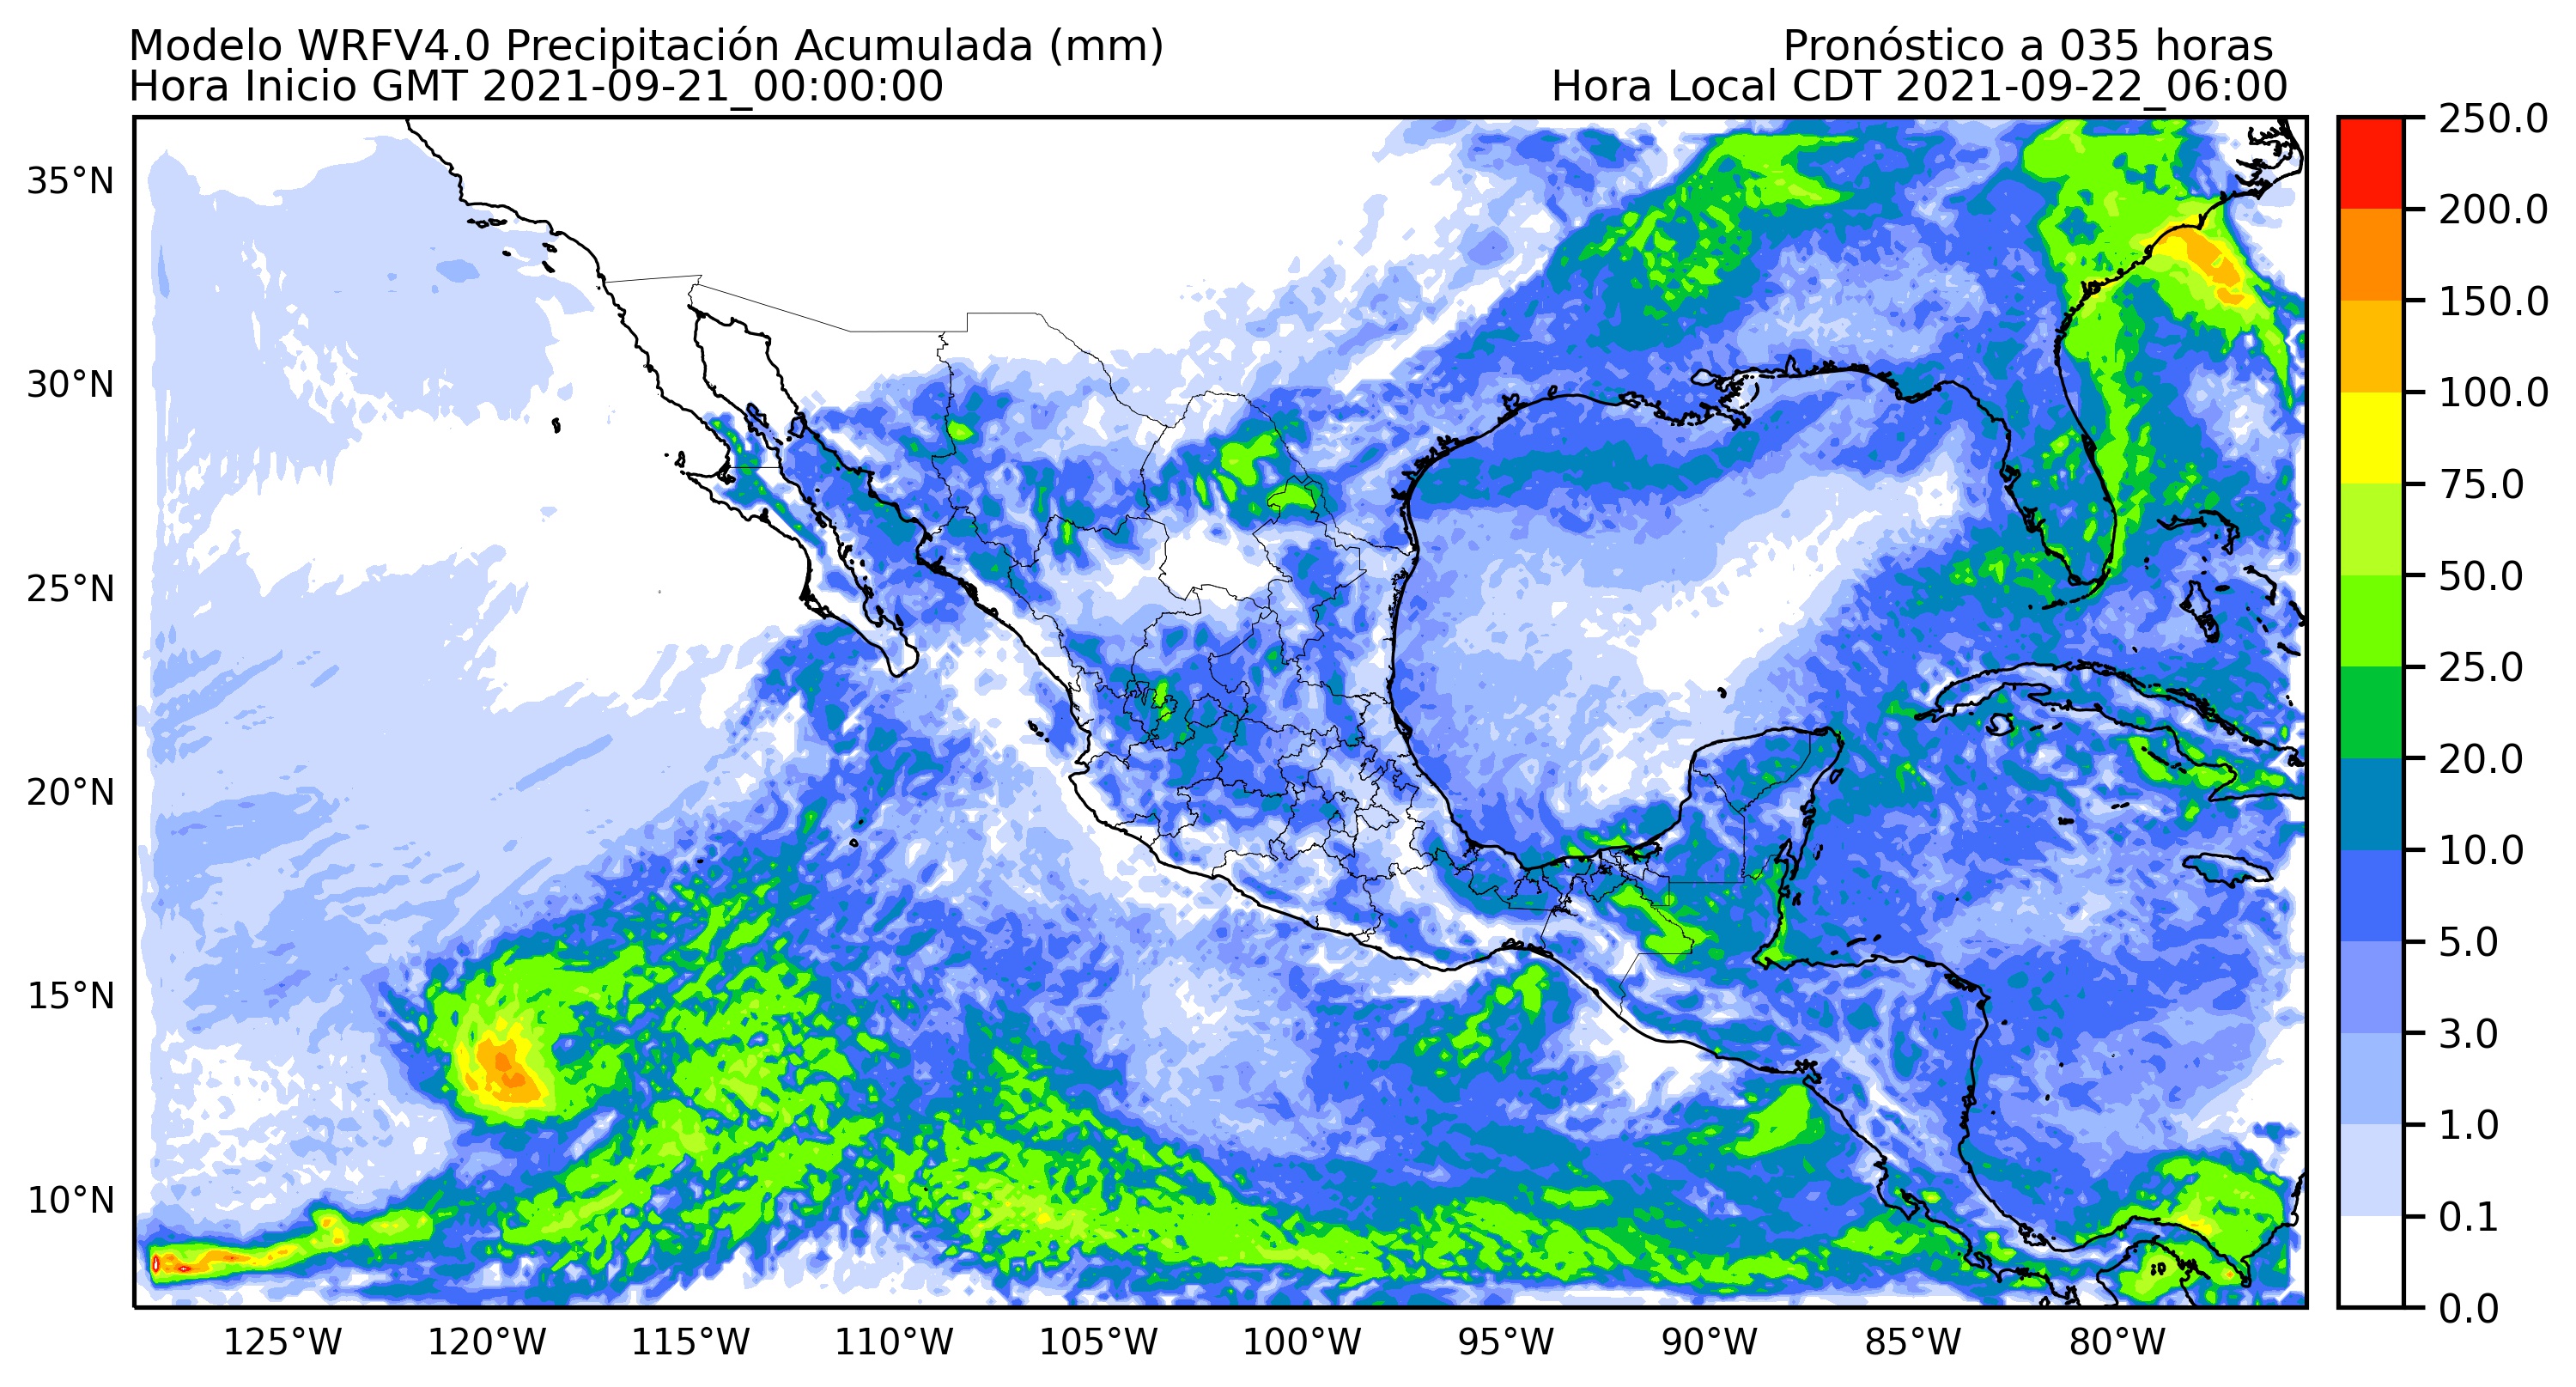 Modelo WRFV4.0 Precipitación Acumulada (mm)
Pronóstico a 035 horas
Hora Inicio GMT 2021-09-21_00:00:00
Hora Local CDT 2021-09-22_06:00
35°N
30°N
25°N
20°N
15°N
10°N
125°W
120°W
115°W
110°W
105°W
100°W
95°W
90°W
85°W
80°W
250.0
200.0
150.0
100.0
75.0
50.0
25.0
20.0
10.0
5.0
3.0
1.0
0.1
0.0